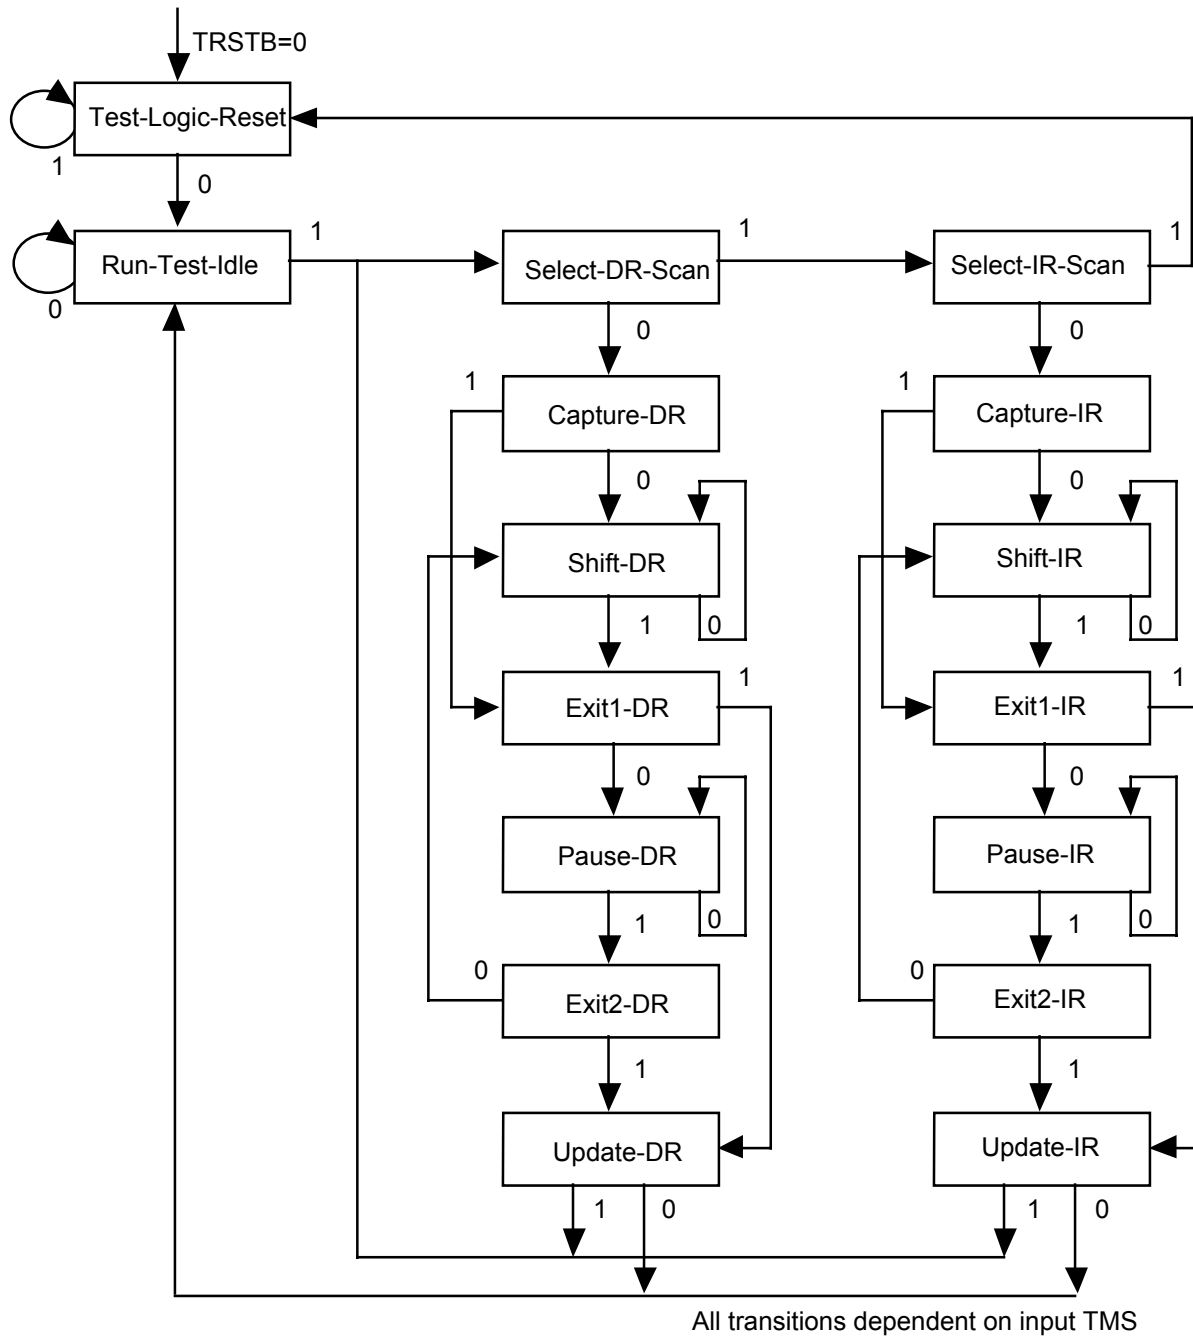 TRSTB=0
Test-Logic-Reset
1
0
Run-Test-Idle
0
1
Select-DR-Scan
1
Select-IR-Scan
1
0
0
1
Capture-DR
1
Capture-IR
0
0
Shift-DR
Shift-IR
1
0
1
0
Exit1-DR
1
Exit1-IR
1
0
0
Pause-DR
Pause-IR
1
0
1
0
0
Exit2-DR
0
Exit2-IR
1
1
Update-DR
Update-IR
1
0
1
0
All transitions dependent on input TMS